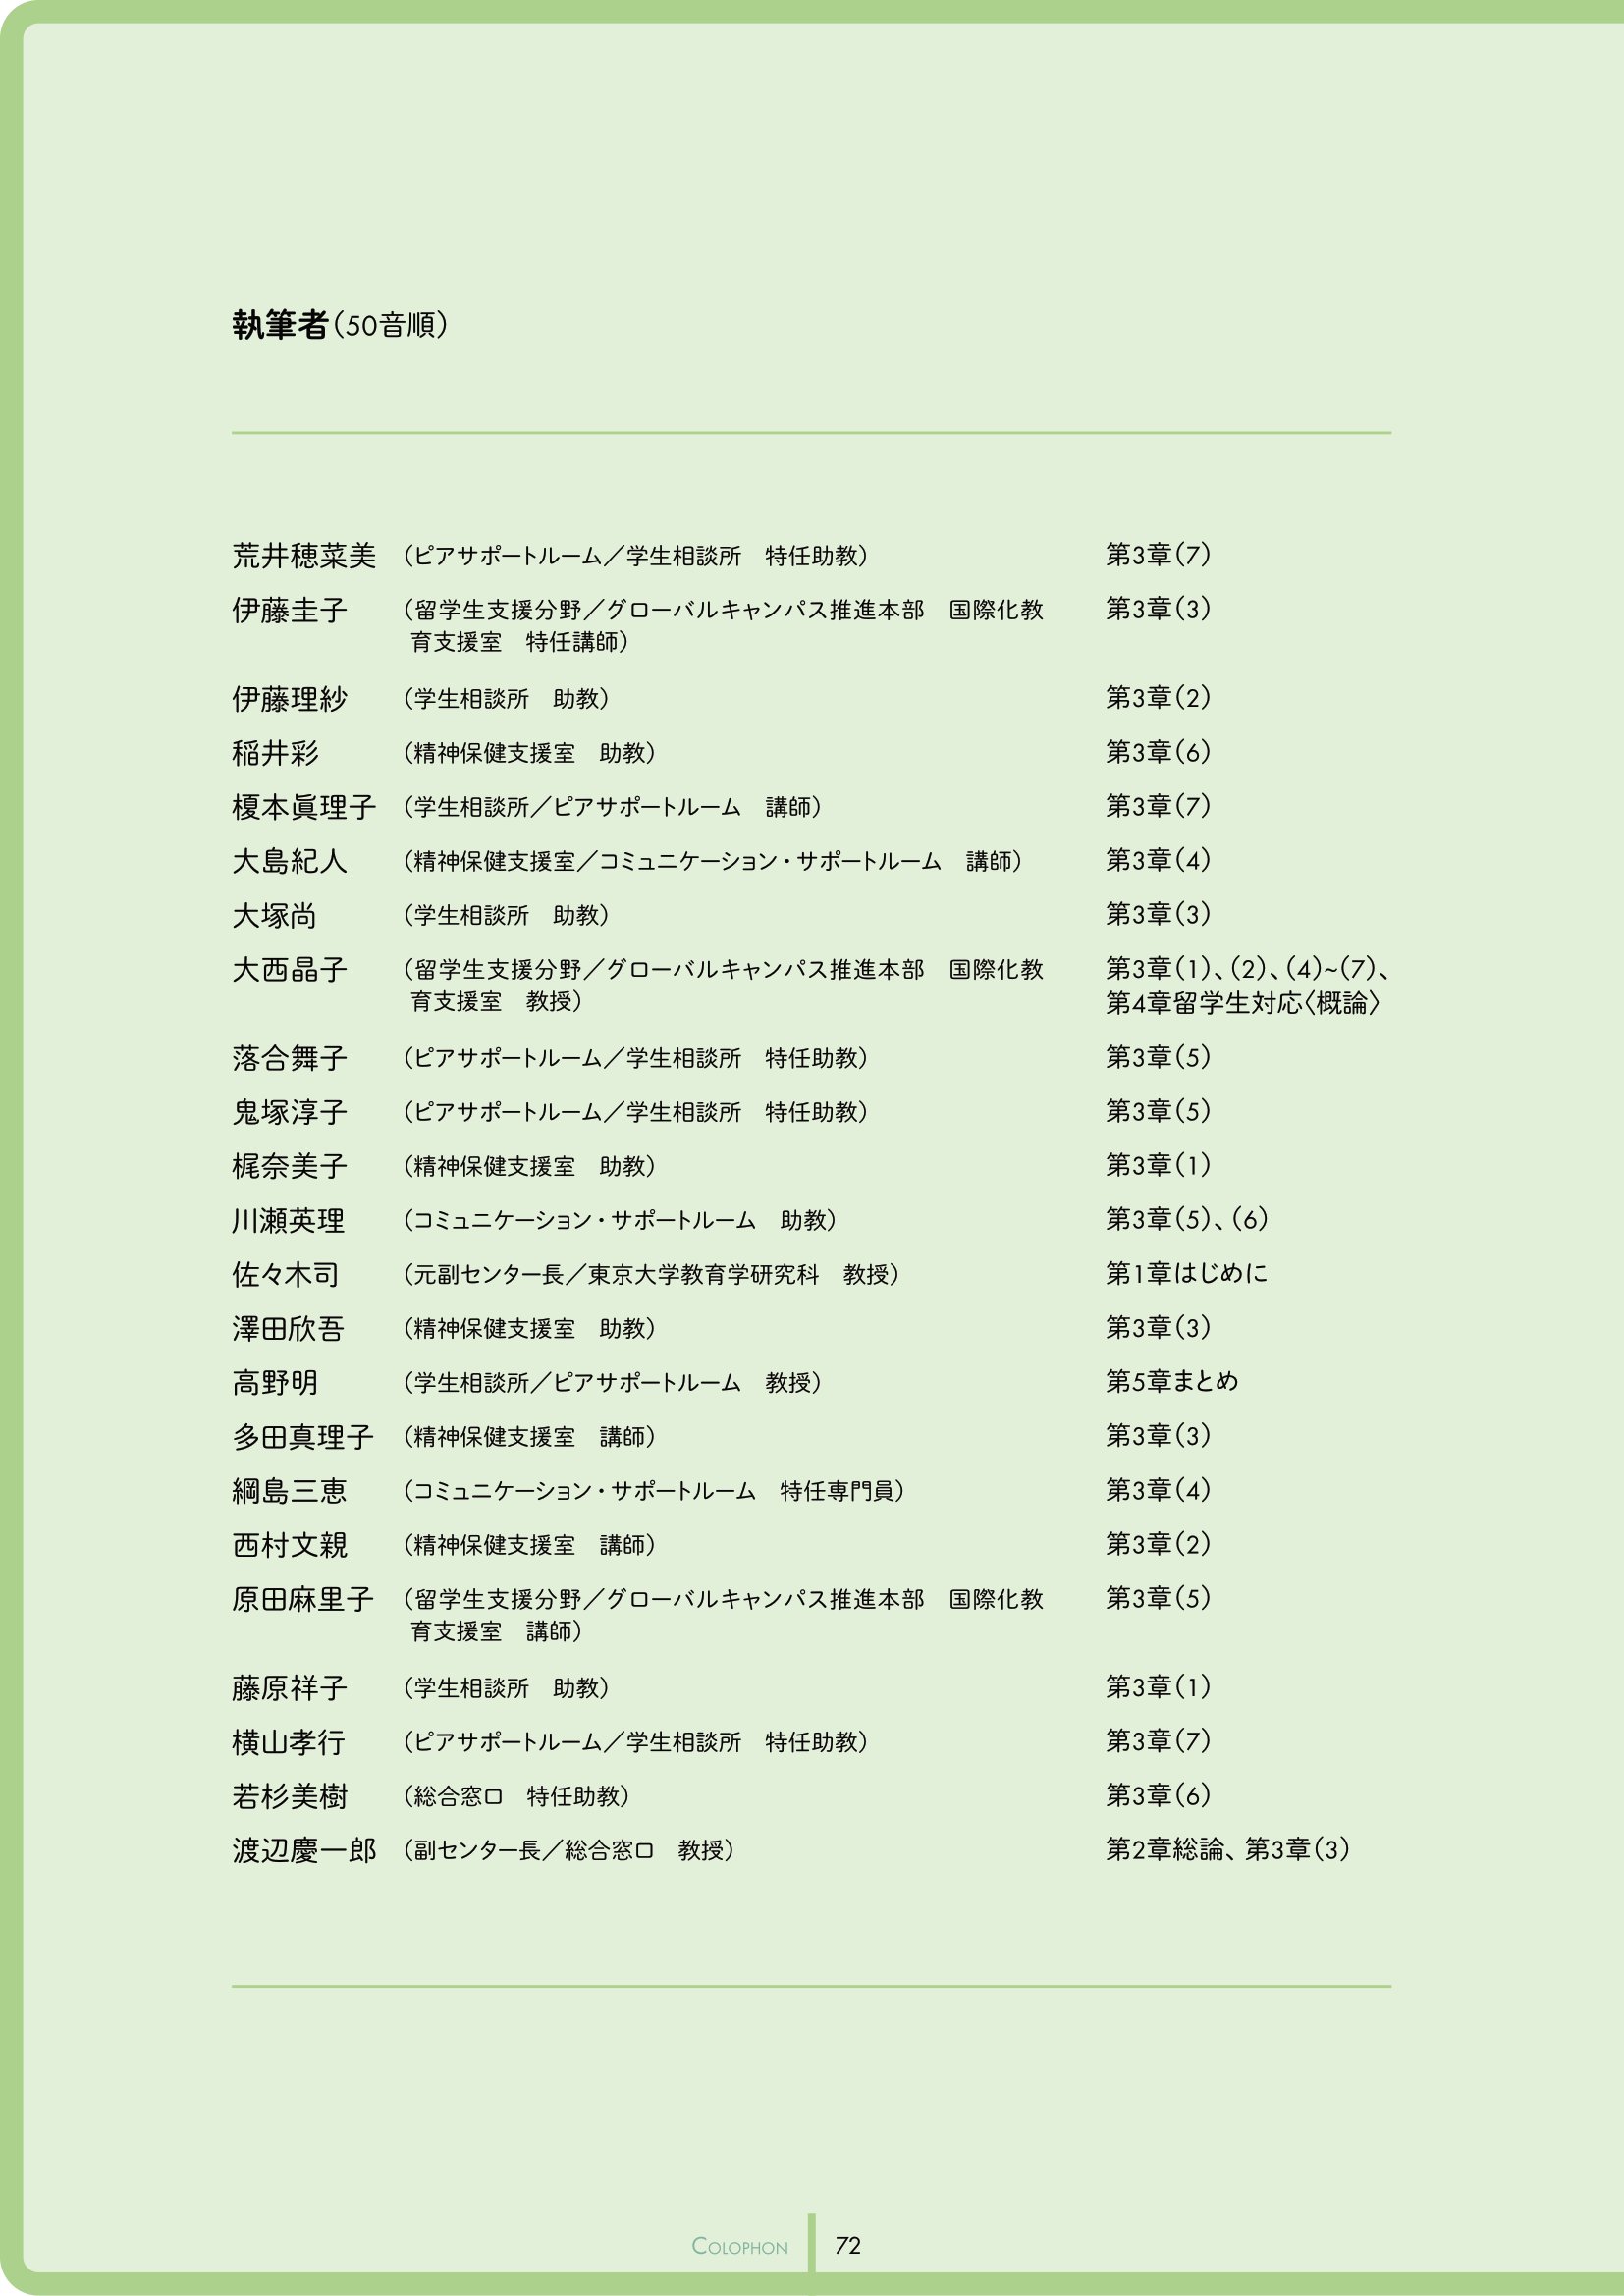 執筆者（50音順）
荒井穂菜美 （ピアサポートルーム／学生相談所　特任助教） 第3章（7）
伊藤圭子 （留学生支援分野／グローバルキャンパス推進本部　国際化教 第3章（3）
育支援室　特任講師）
伊藤理紗 （学生相談所　助教） 第3章（2）
稲井彩 （精神保健支援室　助教） 第3章（6）
榎本眞理子 （学生相談所／ピアサポートルーム　講師） 第3章（7）
大島紀人 （精神保健支援室／コミュニケーション・サポートルーム　講師） 第3章（4）
大塚尚 （学生相談所　助教） 第3章（3）
大西晶子 （留学生支援分野／グローバルキャンパス推進本部　国際化教 第3章（1）、（2）、（4）~（7）、
育支援室　教授） 第4章留学生対応〈概論〉
落合舞子 （ピアサポートルーム／学生相談所　特任助教） 第3章（5）
鬼塚淳子 （ピアサポートルーム／学生相談所　特任助教） 第3章（5）
梶奈美子 （精神保健支援室　助教） 第3章（1）
川瀬英理 （コミュニケーション・サポートルーム　助教） 第3章（5）、（6）
佐々木司 （元副センター長／東京大学教育学研究科　教授） 第1章はじめに
澤田欣吾 （精神保健支援室　助教） 第3章（3）
高野明 （学生相談所／ピアサポートルーム　教授） 第5章まとめ
多田真理子 （精神保健支援室　講師） 第3章（3）
綱島三恵 （コミュニケーション・サポートルーム　特任専門員） 第3章（4）
西村文親 （精神保健支援室　講師） 第3章（2）
原田麻里子 （留学生支援分野／グローバルキャンパス推進本部　国際化教 第3章（5）
育支援室　講師）
藤原祥子 （学生相談所　助教） 第3章（1）
横山孝行 （ピアサポートルーム／学生相談所　特任助教） 第3章（7）
若杉美樹 （総合窓口　特任助教） 第3章（6）
渡辺慶一郎 （副センター長／総合窓口　教授） 第2章総論、第3章（3）
COLOPHON 72